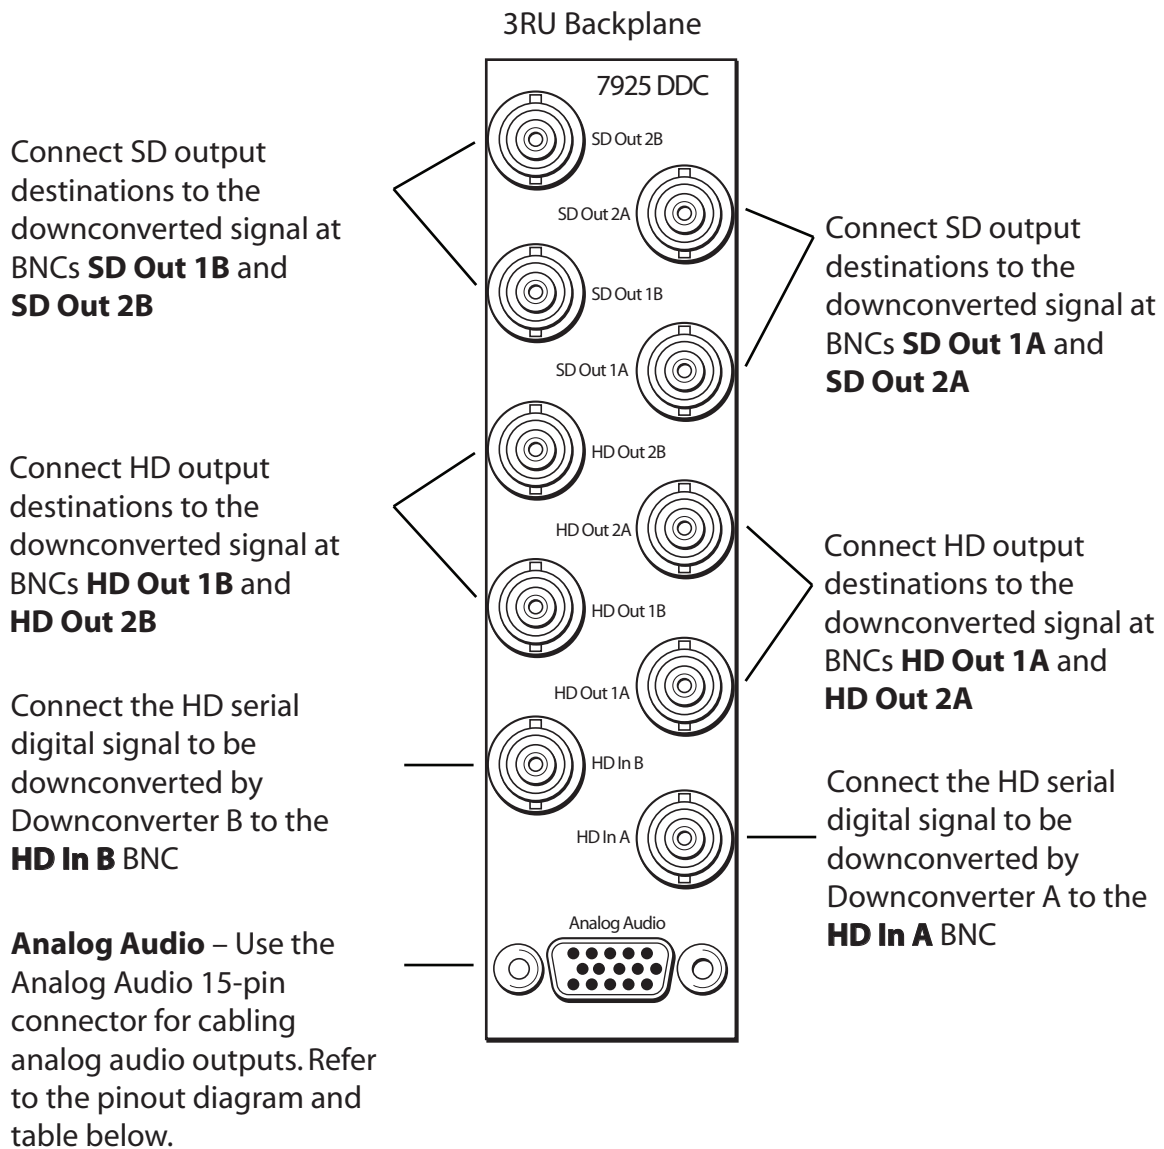 3RU Backplane
7925 DDC
Connect SD output
destinations to the
downconverted signal at
BNCs SD Out 1B and
SD Out 2B
Connect HD output
destinations to the
downconverted signal at
BNCs HD Out 1B and
HD Out 2B
Connect the HD serial
digital signal to be
downconverted by
Downconverter B to the
HD In B BNC
Analog Audio – Use the
Analog Audio 15-pin
connector for cabling
analog audio outputs. Refer
to the pinout diagram and
table below.
SD Out 2B
SD Out 2A
SD Out 1B
SD Out 1A
HD Out 2B
HD Out 2A
HD Out 1B
HD Out 1A
HD In B
HD In A
Analog Audio
Connect SD output
destinations to the
downconverted signal at
BNCs SD Out 1A and
SD Out 2A
Connect HD output
destinations to the
downconverted signal at
BNCs HD Out 1A and
HD Out 2A
Connect the HD serial
digital signal to be
downconverted by
Downconverter A to the
HD In A BNC